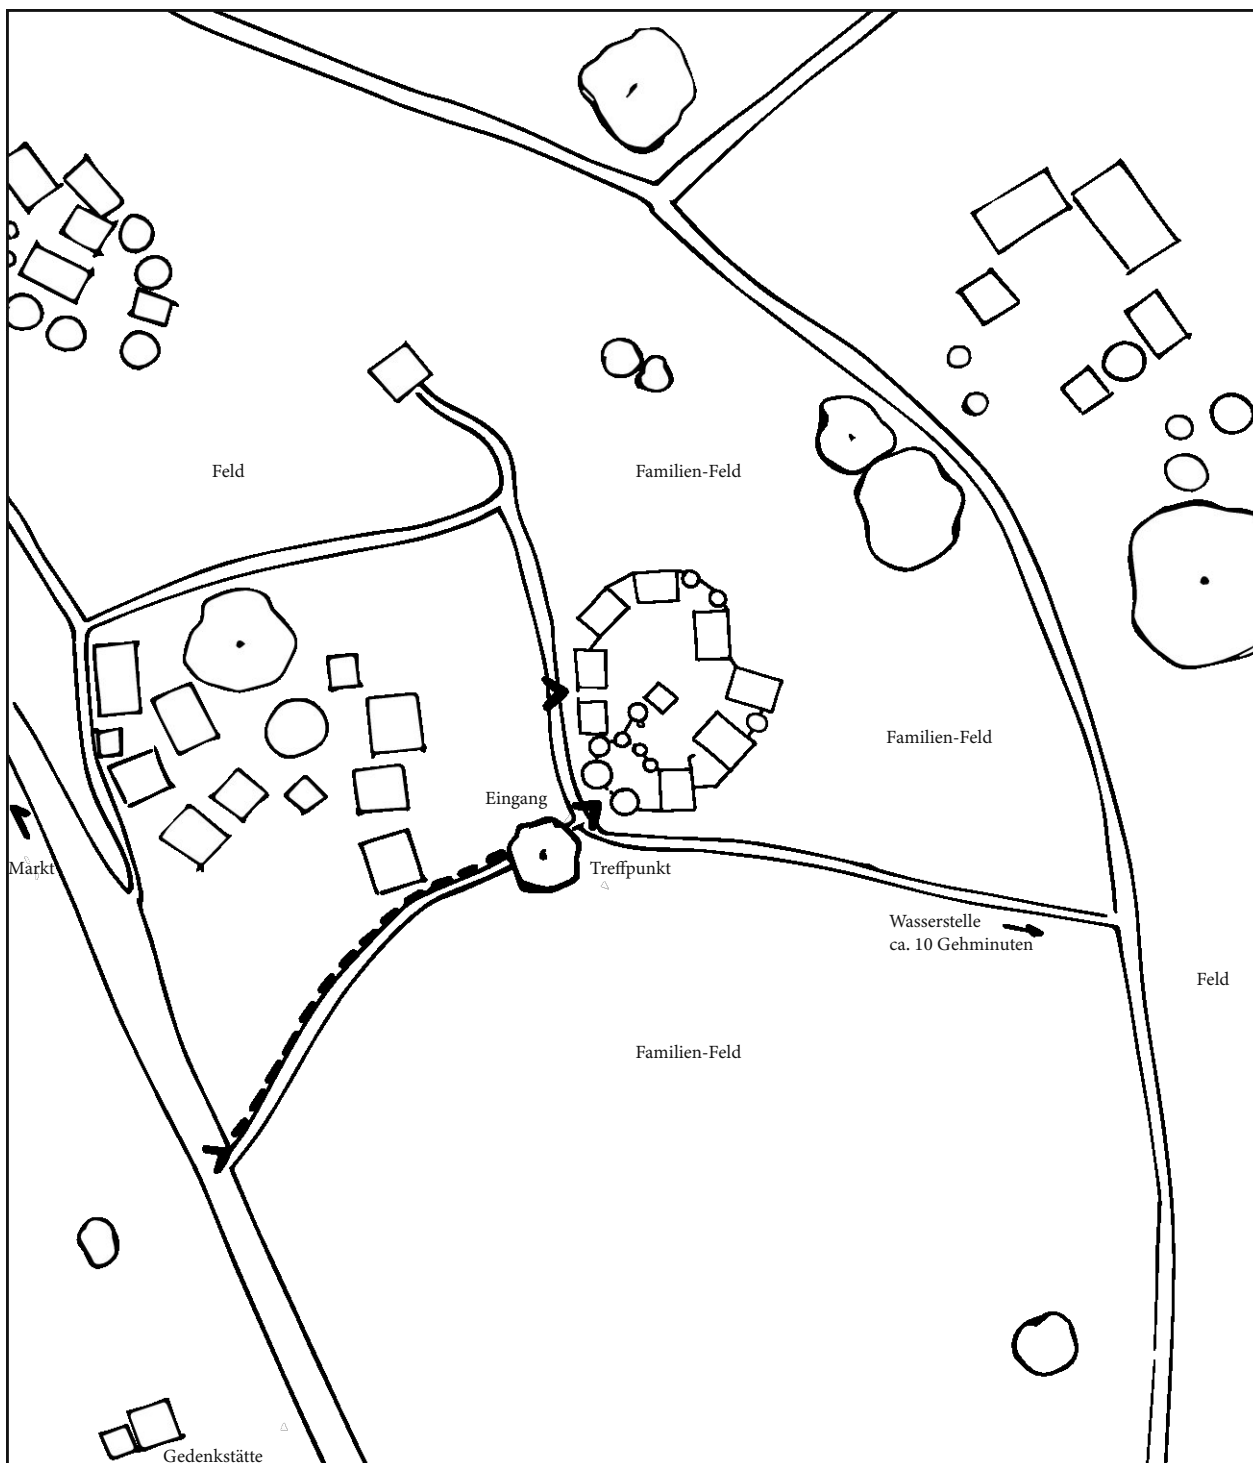 Feld
Familien-Feld
Familien-Feld
Eingang
Markt
Treffpunkt
Wasserstelle
ca. 10 Gehminuten
Feld
Familien-Feld
Gedenkstätte